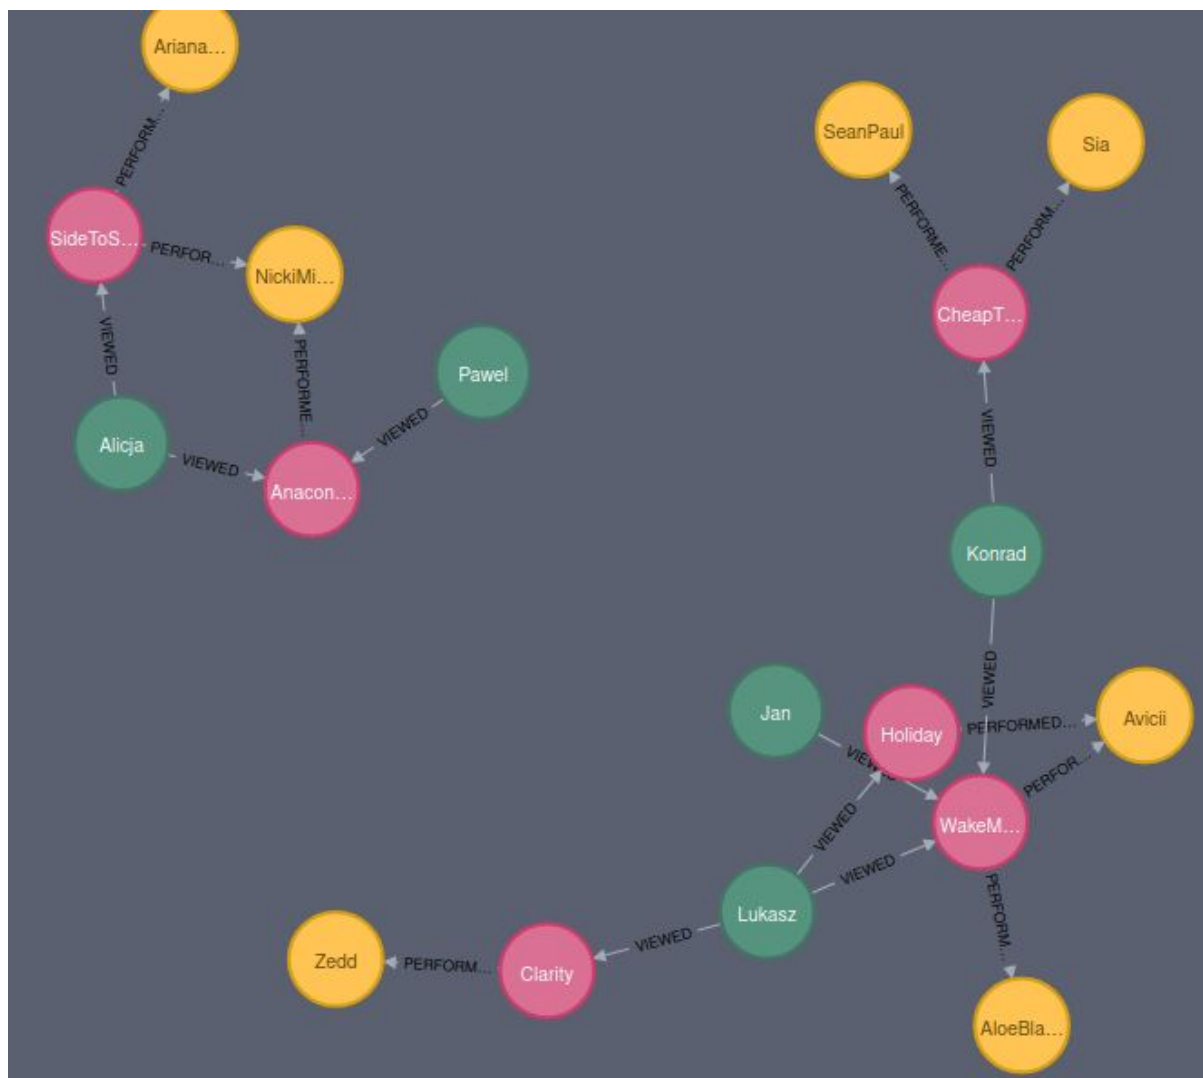 Ariana…
PERFORM…
SideToS…
PERFOR…
NickiMi…
VIEWED
PERFORME…
Alicja
VIEWED
Anacon…
VIEWED
Pawel
SeanPaul
Sia
PERFORME…
PERFORM…
CheapT…
VIEWED
Konrad
VIEWED
Jan
Holiday
PERFORMED…
Avicii
VIEWED
PERFOR…
WakeM…
VIEWED
VIEWED
Lukasz
PERFORM…
VIEWED
Zedd
PERFORM…
Clarity
AloeBla…